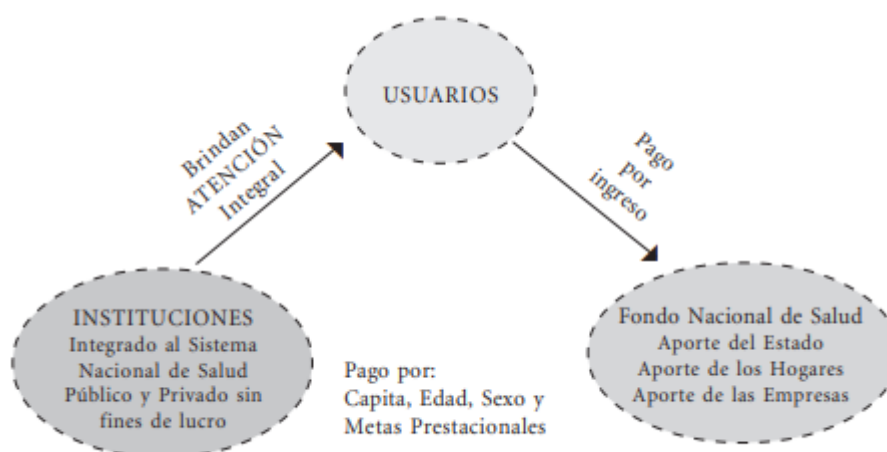 USUARIOS
Brindan
ATENCIÓN
Integral
Pago
por
ingreso
INSTITUCIONES
Integrado al Sistema
Nacional de Salud
Público y Privado sin
fines de lucro
Pago por:
Capita, Edad, Sexo y
Metas Prestacionales
Fondo Nacional de Salud
Aporte del Estado
Aporte de los Hogares
Aporte de las Empresas